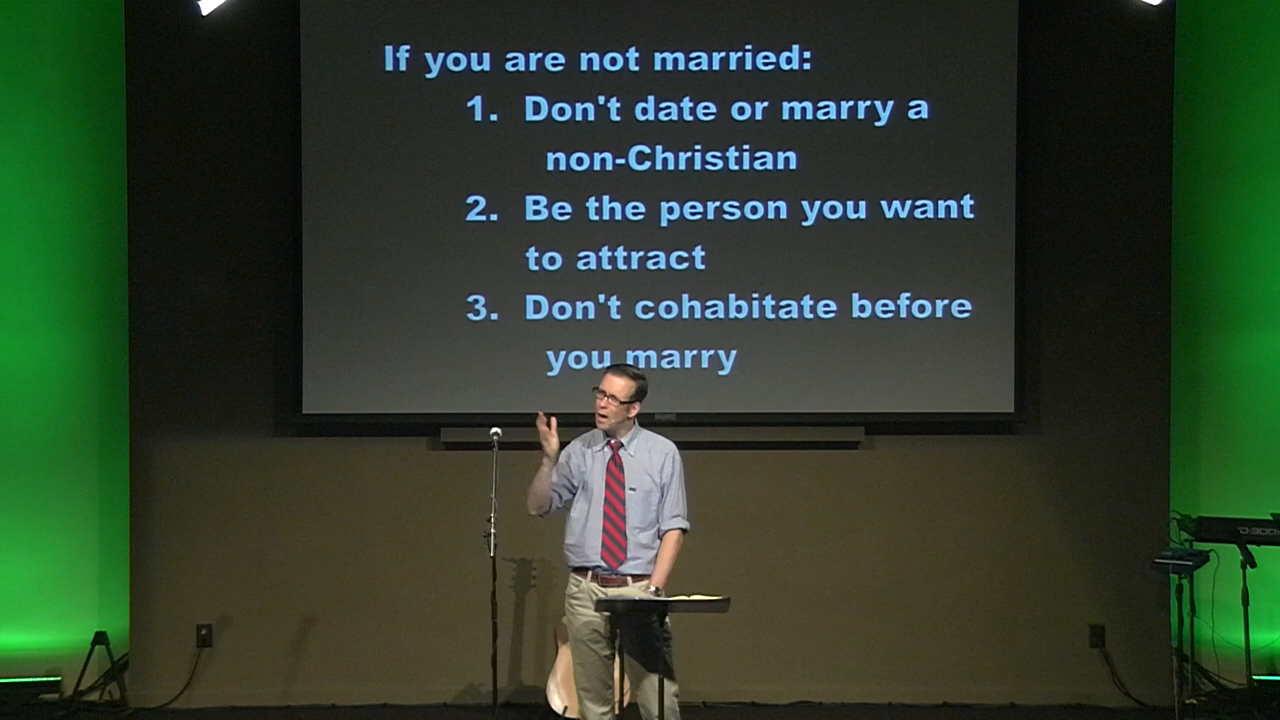 If you are not married:
1. Don't date or marry a
non-Christian
2. Be the person you want
to attract
3. Don't cohabitate before
you marry